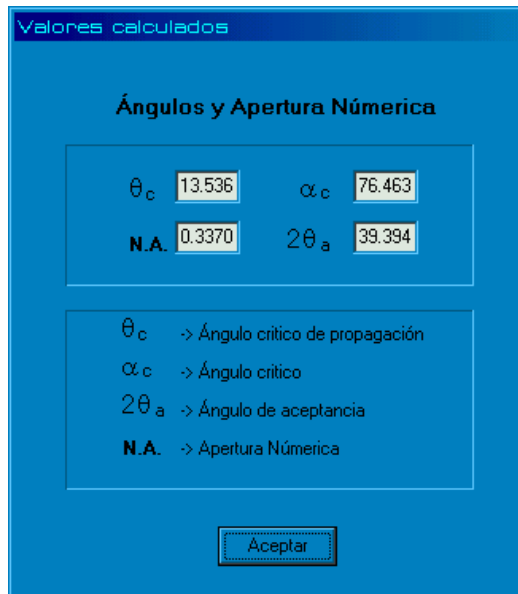 Valores calculados
Ángulos y Apertura Númerica
θc 13.536 αc 76.463
N.A. 0.3370 2θa 39.394
θc -> Ángulo critico de propagación
αc -> Ángulo critico
2θa -> Ángulo de aceptancia
N.A. -> Apertura Númerica
Aceptar